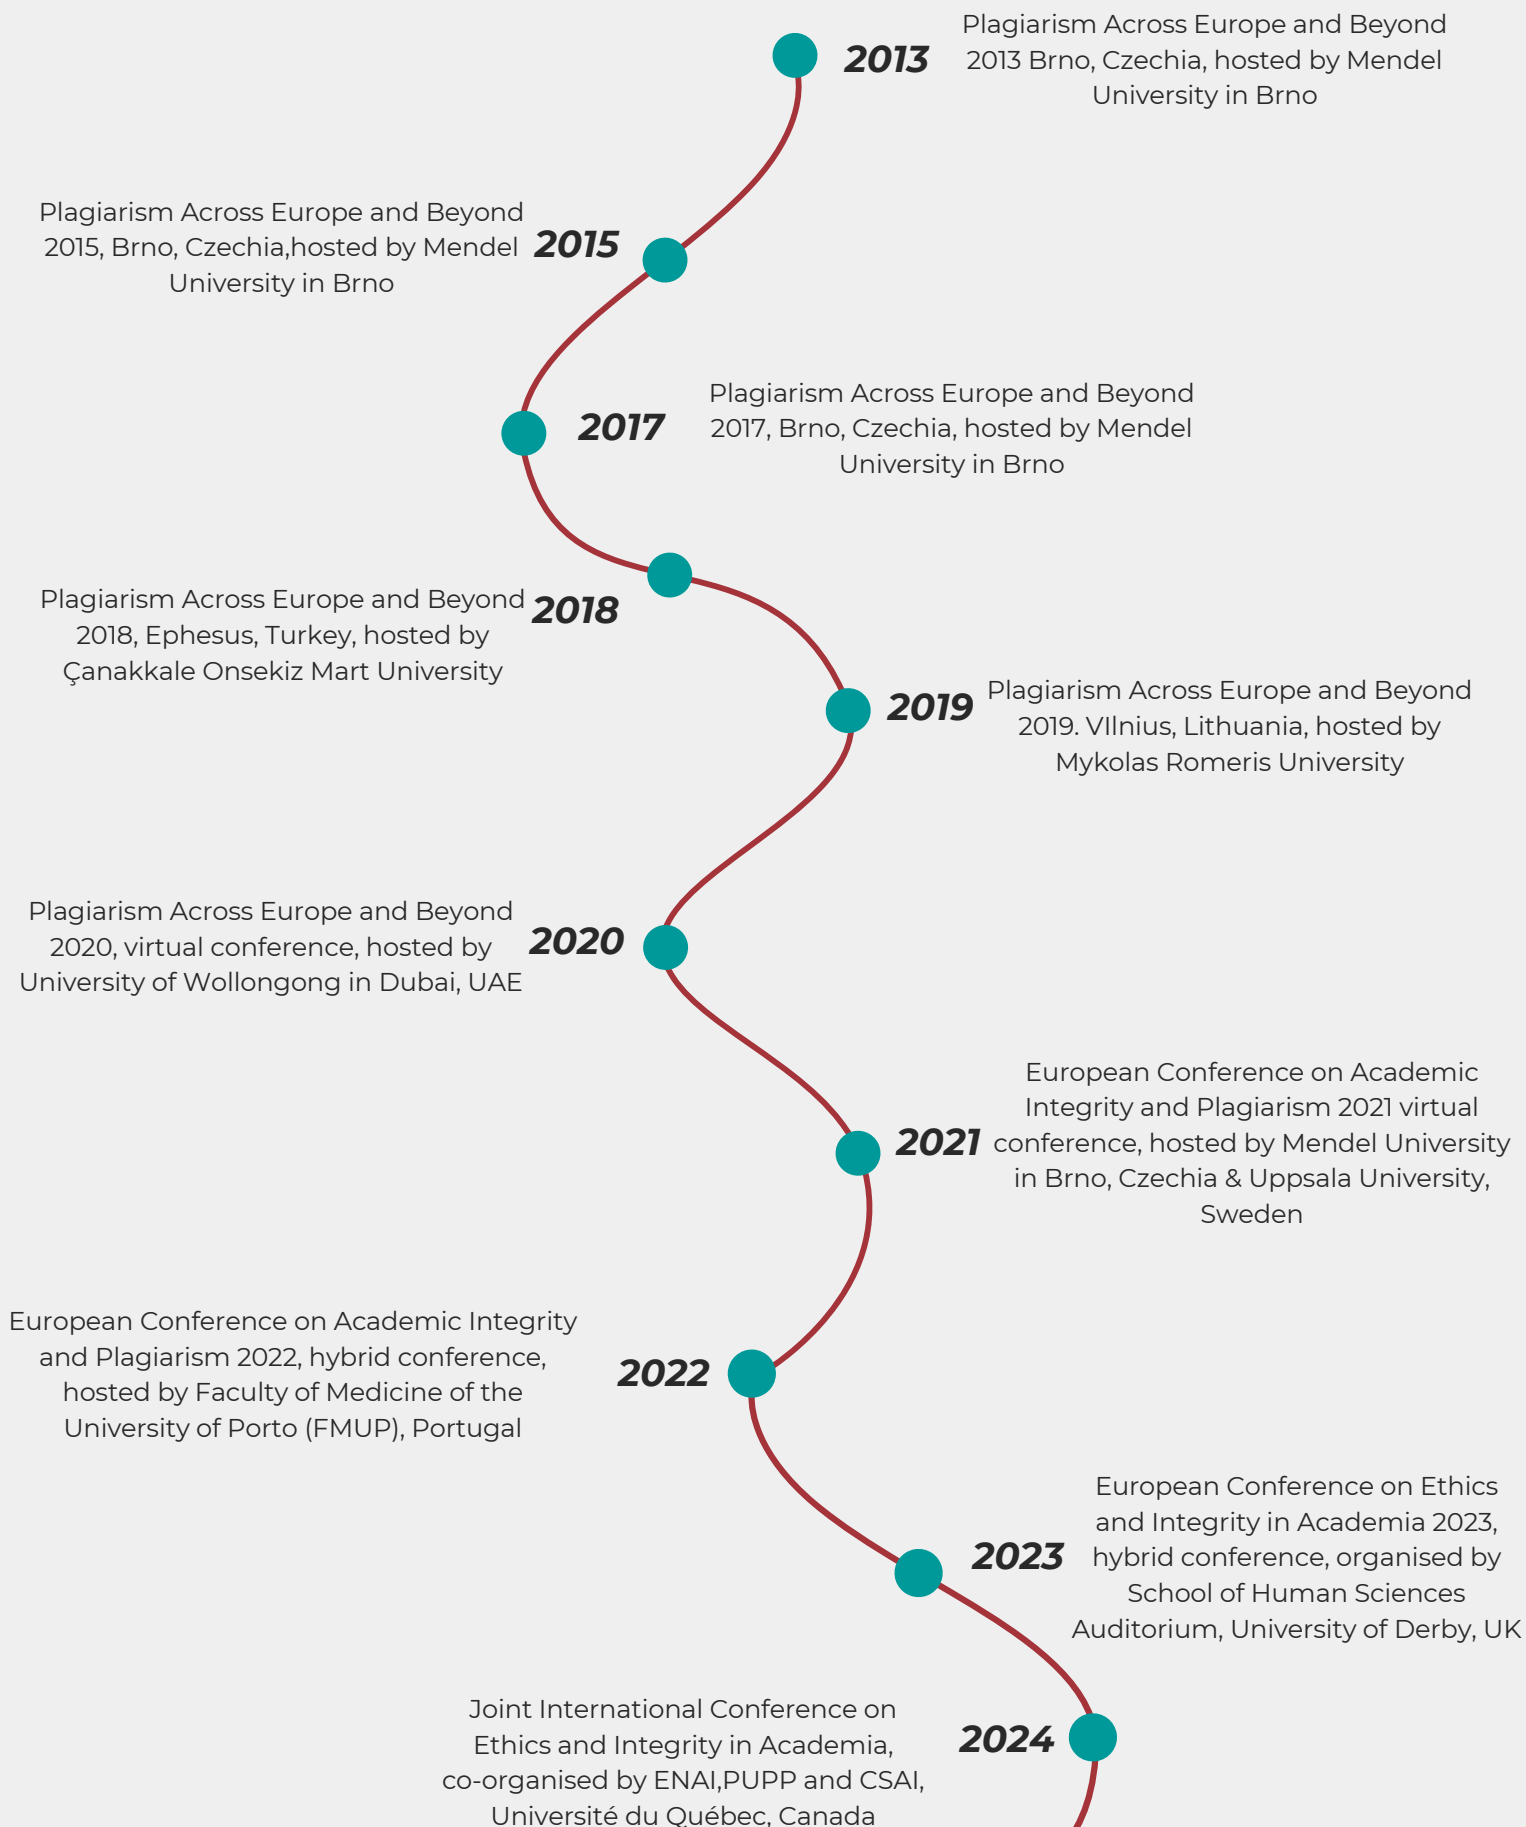 2013
Plagiarism Across Europe and Beyond
2013 Brno, Czechia, hosted by Mendel
University in Brno
Plagiarism Across Europe and Beyond
2015, Brno, Czechia,hosted by Mendel
University in Brno
2015
2017
Plagiarism Across Europe and Beyond
2017, Brno, Czechia, hosted by Mendel
University in Brno
Plagiarism Across Europe and Beyond
2018, Ephesus, Turkey, hosted by
Çanakkale Onsekiz Mart University
2018
2019
Plagiarism Across Europe and Beyond
2019. VIlnius, Lithuania, hosted by
Mykolas Romeris University
Plagiarism Across Europe and Beyond
2020, virtual conference, hosted by
University of Wollongong in Dubai, UAE
2020
2021
European Conference on Academic
Integrity and Plagiarism 2021 virtual
conference, hosted by Mendel University
in Brno, Czechia & Uppsala University,
Sweden
European Conference on Academic Integrity
and Plagiarism 2022, hybrid conference,
hosted by Faculty of Medicine of the
University of Porto (FMUP), Portugal
2022
2023
European Conference on Ethics
and Integrity in Academia 2023,
hybrid conference, organised by
School of Human Sciences
Auditorium, University of Derby, UK
Joint International Conference on
Ethics and Integrity in Academia,
co-organised by ENAI,PUPP and CSAI,
Université du Québec, Canada
2024